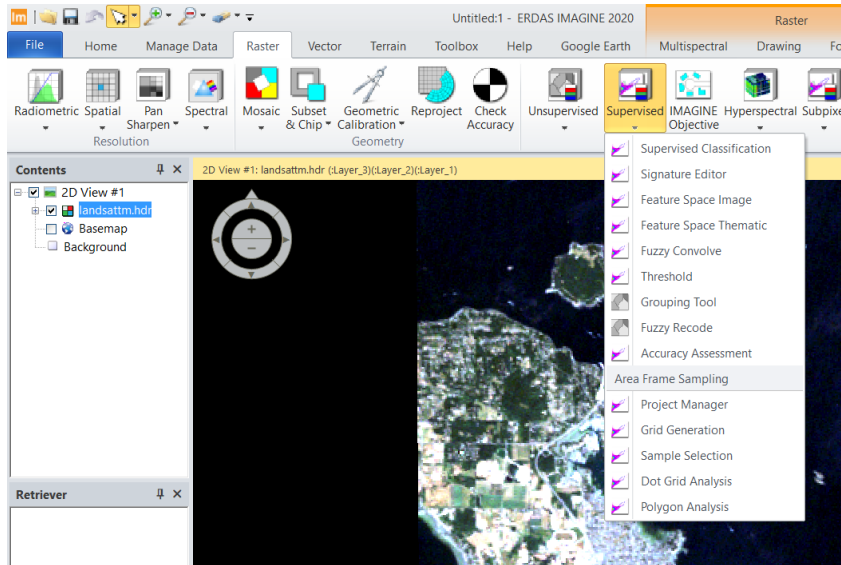 Untitled:1 - ERDAS IMAGINE 2020
Raster
File Home Manage Data Raster Vector Terrain Toolbox Help Google Earth Multispectral Drawing Fo
Radiometric Spatial Pan Sharpen Spectral Mosaic Subset & Chip Geometric Calibration Reproject Check Accuracy Unsupervised Supervised IMAGINE Objective Hyperspectral Subpixe
Resolution Geometry
Contents
2D View #1: landsattm.hdr (:Layer_3)(:Layer_2)(:Layer_1)
2D View #1
landsattm.hdr
Basemap
Background
Supervised Classification
Signature Editor
Feature Space Image
Feature Space Thematic
Fuzzy Convolve
Threshold
Grouping Tool
Fuzzy Recode
Accuracy Assessment
Area Frame Sampling
Project Manager
Grid Generation
Sample Selection
Dot Grid Analysis
Polygon Analysis
Retriever